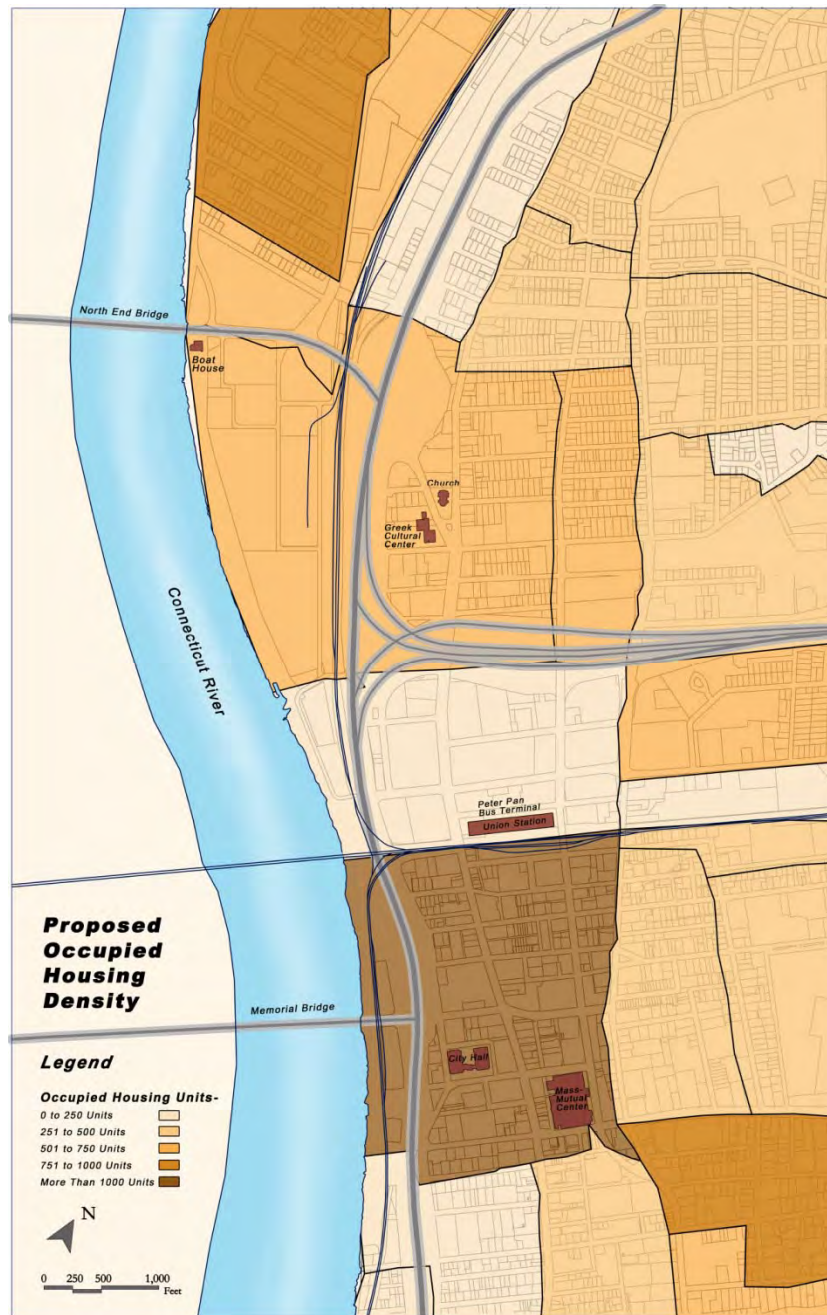 North End Bridge
Boat
House
Church
Greek
Cultural
Center
Connecticut River
Peter Pan
Bus Terminal
Union Station
Proposed
Occupied
Housing
Density
Memorial Bridge
City Hall
Mass-
Mutual
Center
Legend
Occupied Housing Units-
0 to 250 Units
251 to 500 Units
501 to 750 Units
751 to 1000 Units
More Than 1000 Units
N
0 250 500 1,000
Feet